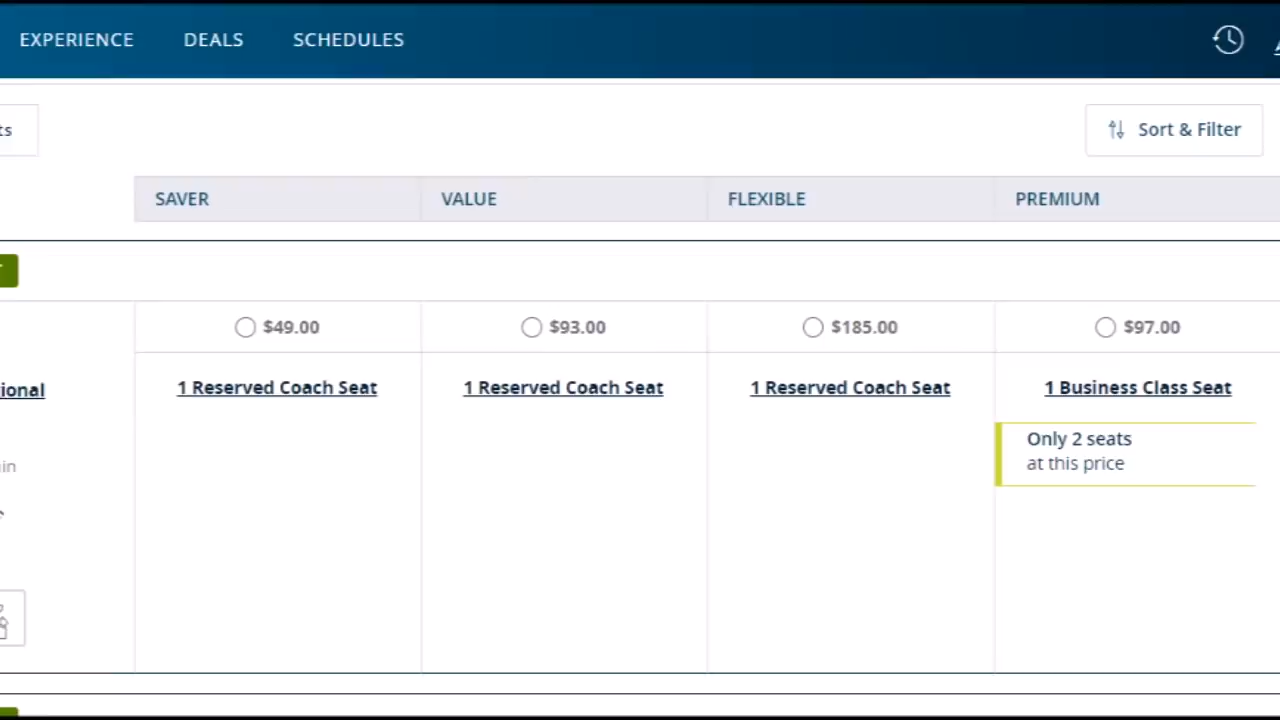 EXPERIENCE DEALS SCHEDULES
Sort & Filter
SAVER VALUE FLEXIBLE PREMIUM
$49.00 $93.00 $185.00 $97.00
1 Reserved Coach Seat 1 Reserved Coach Seat 1 Reserved Coach Seat 1 Business Class Seat
Only 2 seats
at this price